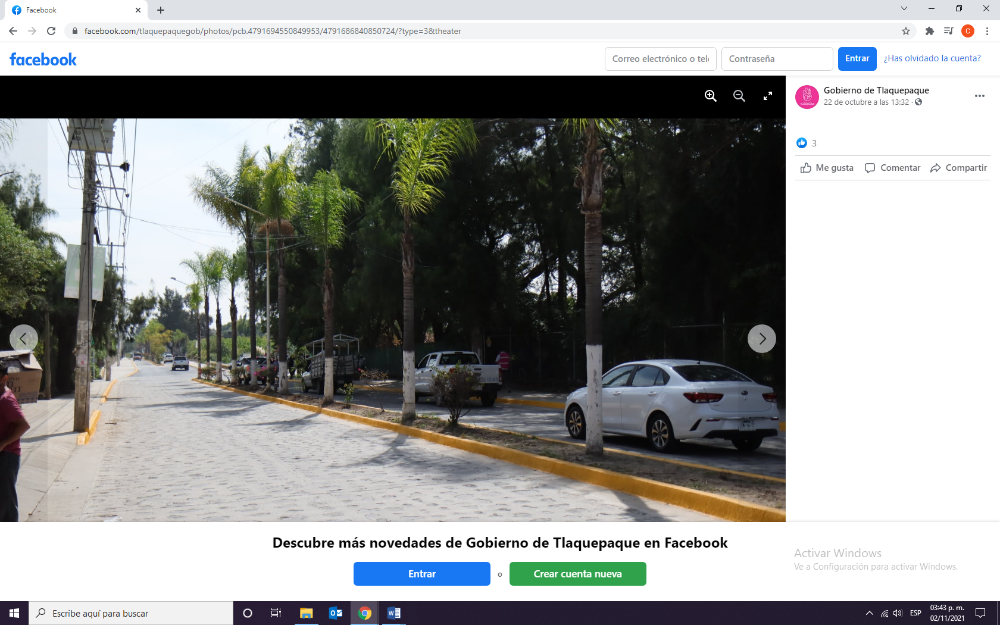 Facebook
facebook.com/tlaquepaquegob/photos/pcb.4791694550849953/4791686840850724/?type=3&theater
C
facebook
Correo electrónico o tel
Contraseña
Entrar
¿Has olvidado la cuenta?
Gobierno de Tlaquepaque
22 de octubre a las 13:32 ·
3
Me gusta
Comentar
Compartir
Descubre más novedades de Gobierno de Tlaquepaque en Facebook
Entrar
o
Crear cuenta nueva
Activar Windows
Ve a Configuración para activar Windows.
Escribe aquí para buscar
ESP
03:43 p. m.
02/11/2021